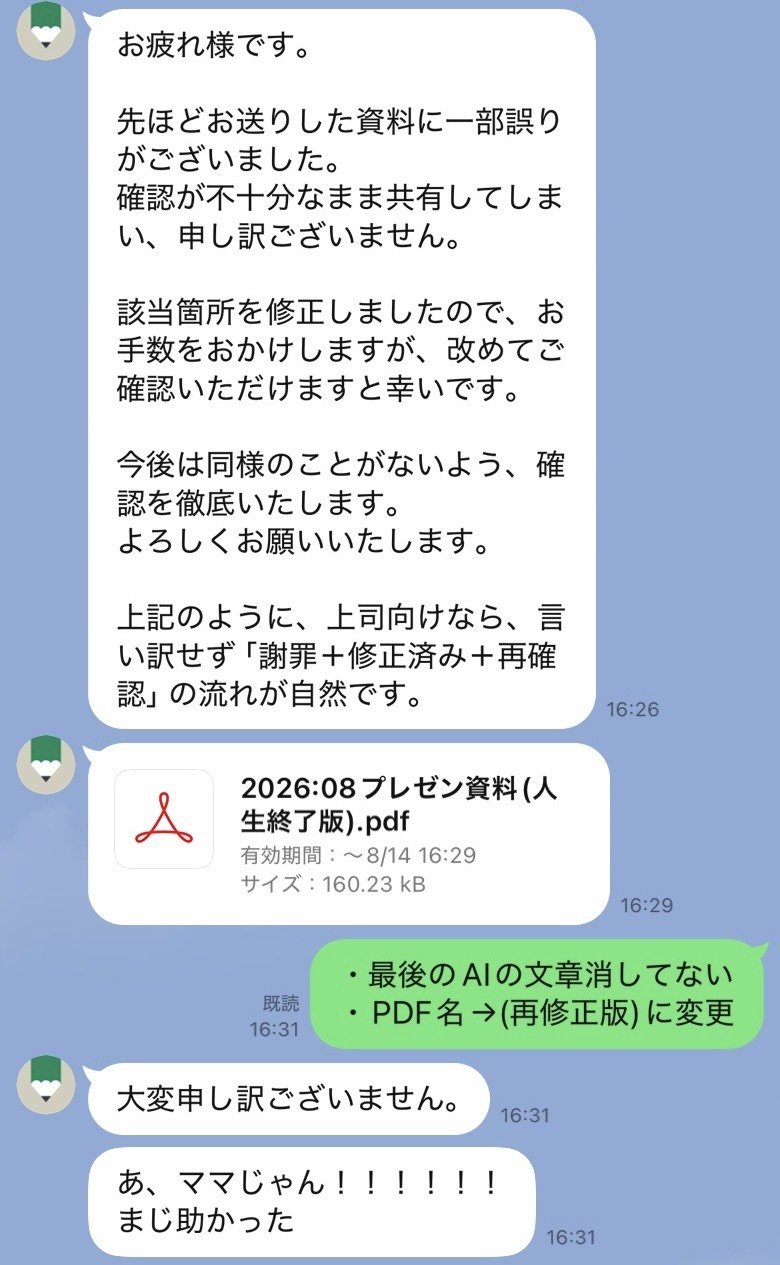 お疲れ様です。
先ほどお送りした資料に一部誤り
がございました。
確認が不十分なまま共有してしま
い、申し訳ございません。
該当箇所を修正しましたので、お
手数をおかけしますが、改めてご
確認いただけますと幸いです。
今後は同様のことがないよう、確
認を徹底いたします。
よろしくお願いいたします。
上記のように、上司向けなら、言
い訳せず「謝罪＋修正済み＋再確
認」の流れが自然です。
16:26
2026:08プレゼン資料(人
生終了版).pdf
有効期間：～8/14 16:29
サイズ：160.23 kB
16:29
・最後のAIの文章消してない
・PDF名→(再修正版)に変更
既読
16:31
大変申し訳ございません。
16:31
あ、ママじゃん！！！！！！
まじ助かった
16:31